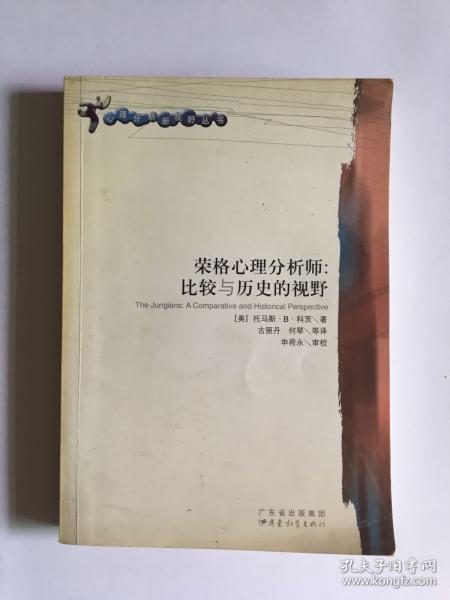 心理分析新视野丛书
荣格心理分析师:
比较与历史的视野
The Jungians: A Comparative and Historical Perspective
[美] 托马斯·B·科茨＼著
古丽丹 何琴＼等译
申荷永＼审校
广东省出版集团
广东教育出版社
孔夫子旧书网
www.kongfz.com